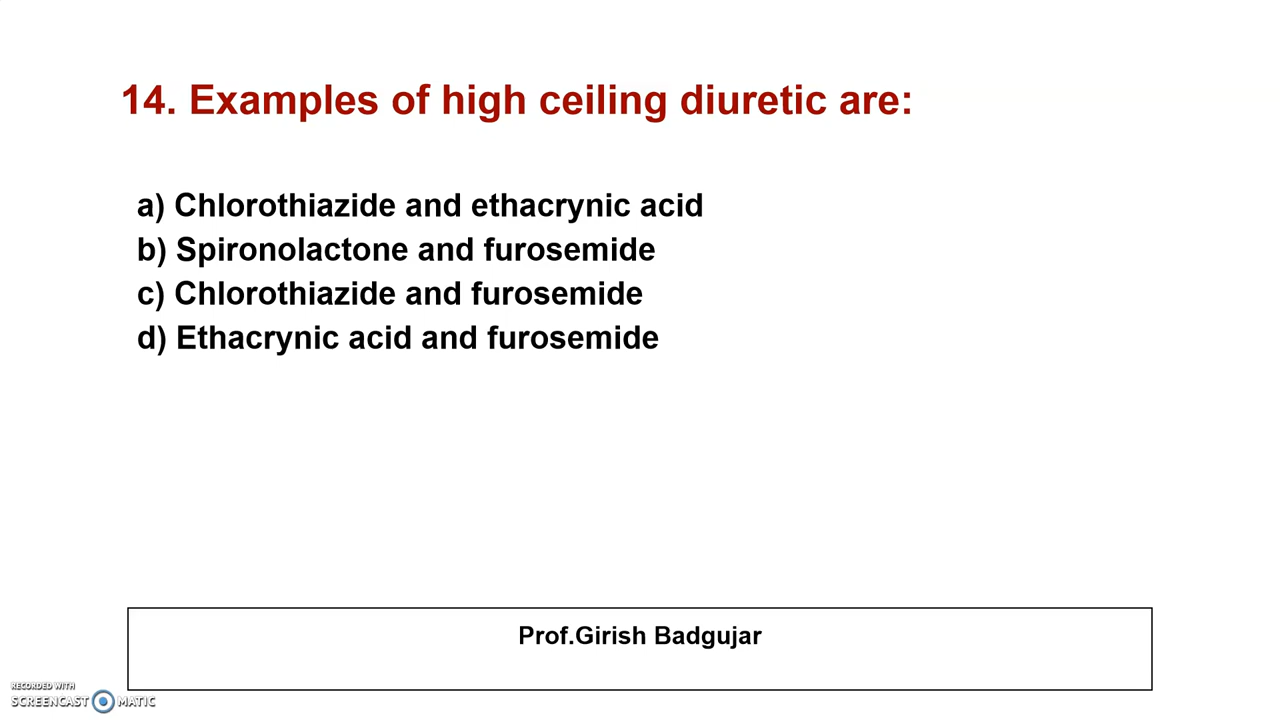 14. Examples of high ceiling diuretic are:
a) Chlorothiazide and ethacrynic acid
b) Spironolactone and furosemide
c) Chlorothiazide and furosemide
d) Ethacrynic acid and furosemide
Prof.Girish Badgujar
RECORDED WITH
SCREENCAST MATIC